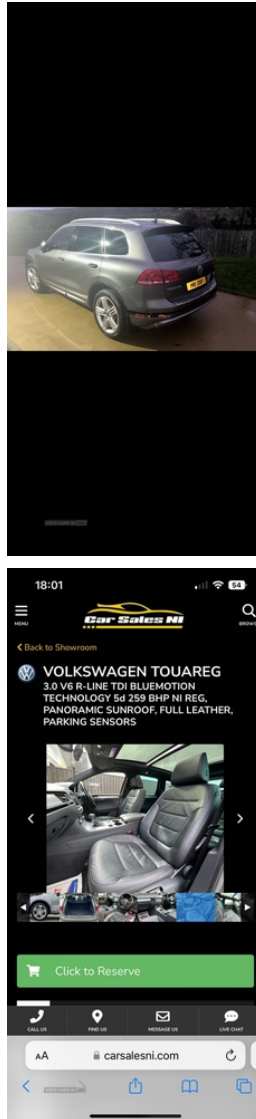 18:01
54
MENU
Car Sales NI
BROWSE
Back to Showroom
VOLKSWAGEN TOUAREG
3.0 V6 R-LINE TDI BLUEMOTION
TECHNOLOGY 5d 259 BHP NI REG,
PANORAMIC SUNROOF, FULL LEATHER,
PARKING SENSORS
Click to Reserve
CALL US
FIND US
MESSAGE US
LIVE CHAT
AA
carsalesni.com